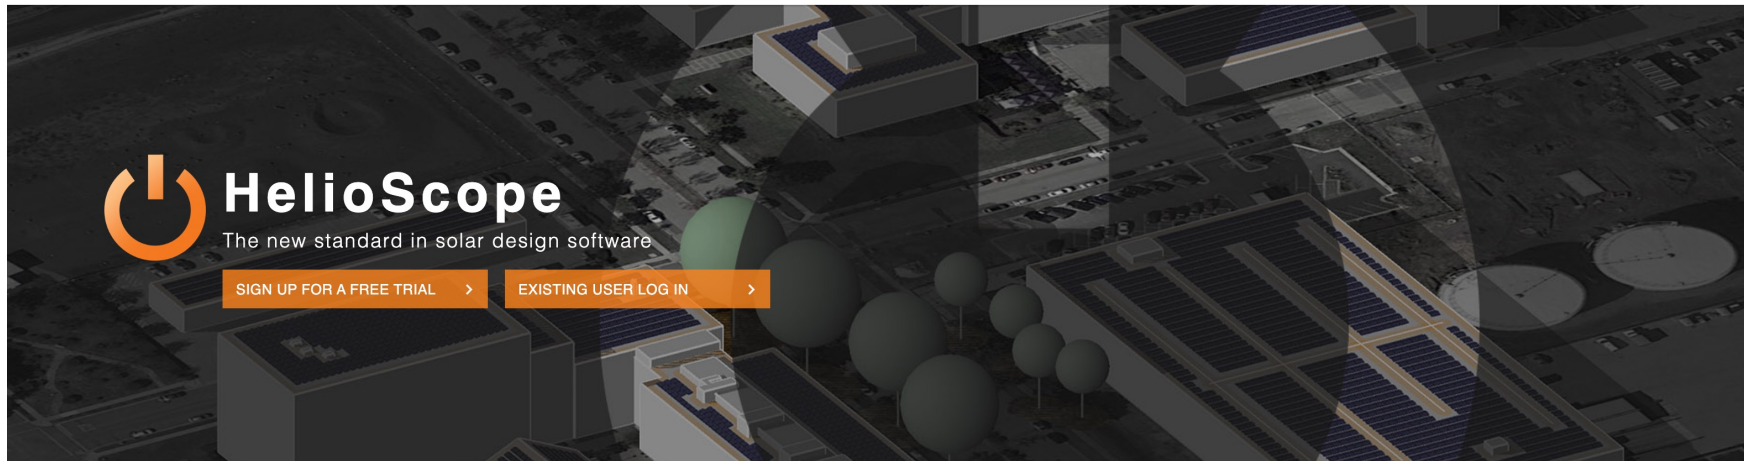 HelioScope
The new standard in solar design software
SIGN UP FOR A FREE TRIAL
EXISTING USER LOG IN